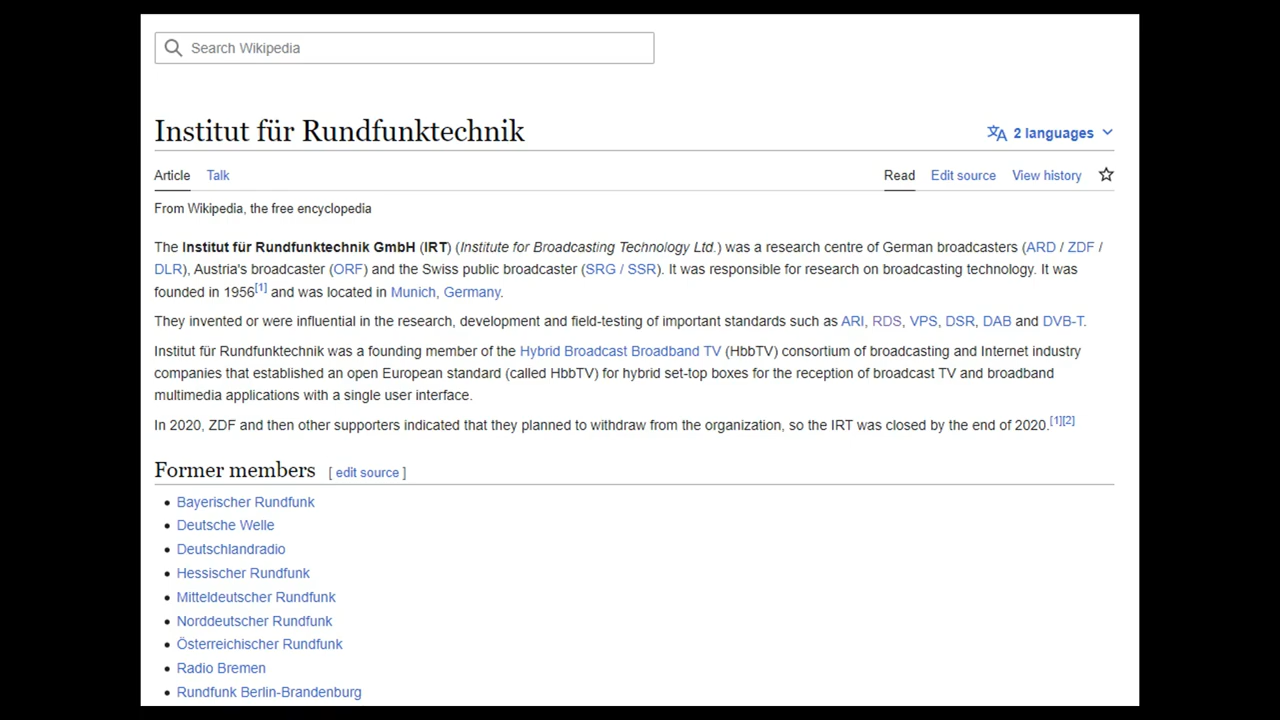 Search Wikipedia
Institut für Rundfunktechnik
2 languages
Article Talk Read Edit source View history
From Wikipedia, the free encyclopedia
The Institut für Rundfunktechnik GmbH (IRT) (Institute for Broadcasting Technology Ltd.) was a research centre of German broadcasters (ARD / ZDF /
DLR), Austria's broadcaster (ORF) and the Swiss public broadcaster (SRG / SSR). It was responsible for research on broadcasting technology. It was
founded in 1956[1] and was located in Munich, Germany.
They invented or were influential in the research, development and field-testing of important standards such as ARI, RDS, VPS, DSR, DAB and DVB-T.
Institut für Rundfunktechnik was a founding member of the Hybrid Broadcast Broadband TV (HbbTV) consortium of broadcasting and Internet industry
companies that established an open European standard (called HbbTV) for hybrid set-top boxes for the reception of broadcast TV and broadband
multimedia applications with a single user interface.
In 2020, ZDF and then other supporters indicated that they planned to withdraw from the organization, so the IRT was closed by the end of 2020.[1][2]
Former members [ edit source ]
• Bayerischer Rundfunk
• Deutsche Welle
• Deutschlandradio
• Hessischer Rundfunk
• Mitteldeutscher Rundfunk
• Norddeutscher Rundfunk
• Österreichischer Rundfunk
• Radio Bremen
• Rundfunk Berlin-Brandenburg